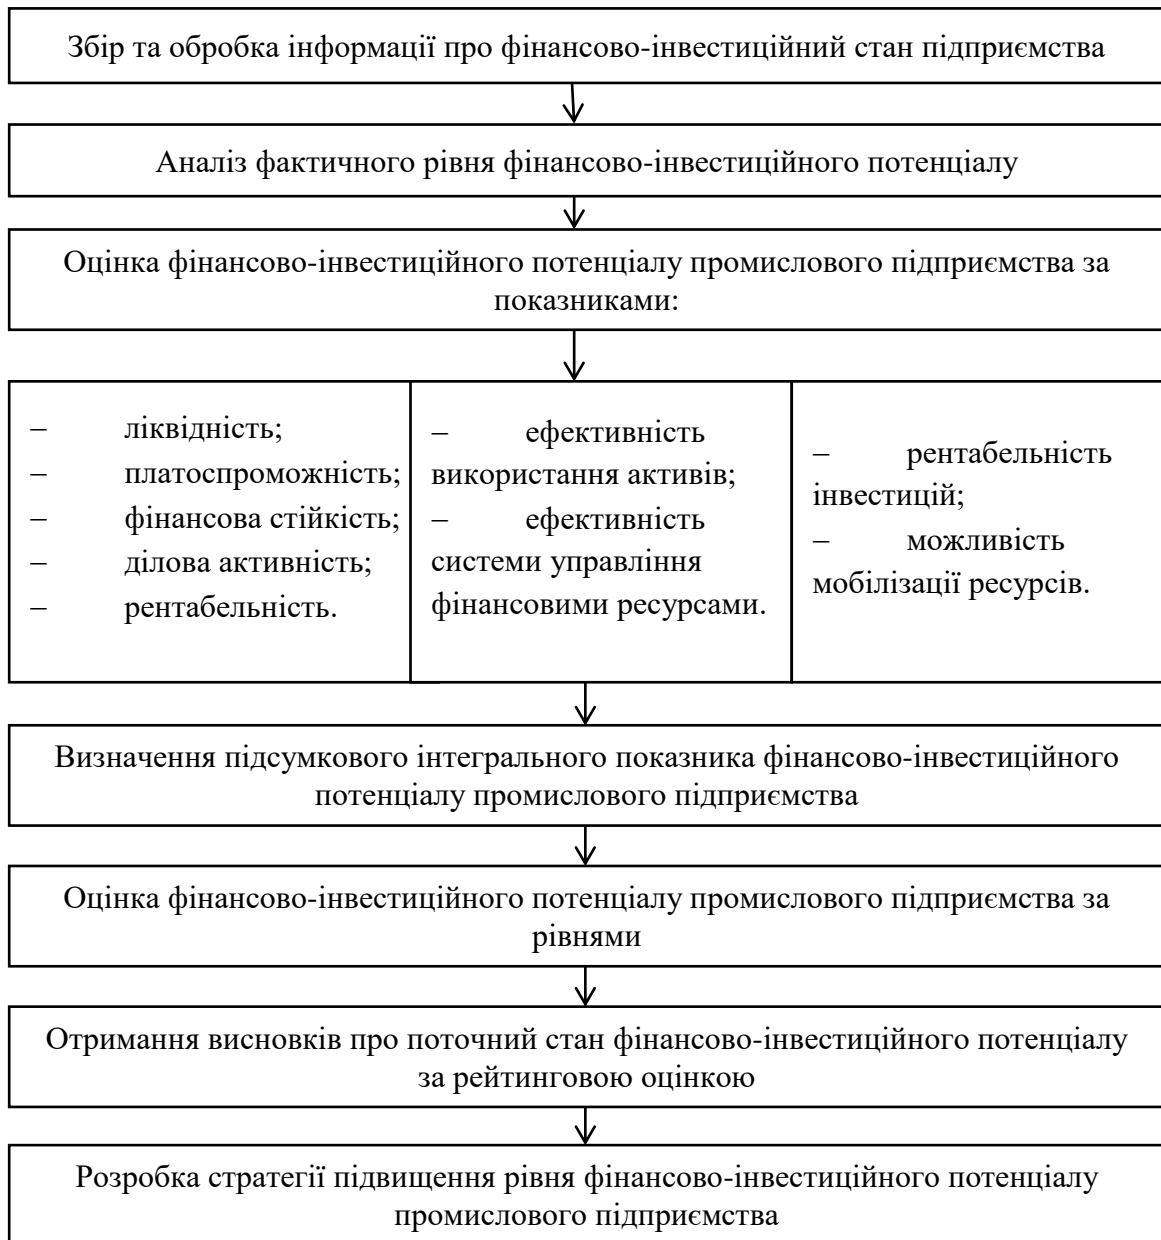 Збір та обробка інформації про фінансово-інвестиційний стан підприємства
Аналіз фактичного рівня фінансово-інвестиційного потенціалу
Оцінка фінансово-інвестиційного потенціалу промислового підприємства за
показниками:
– ліквідність;
– платоспроможність;
– фінансова стійкість;
– ділова активність;
– рентабельність.
– ефективність
використання активів;
– ефективність
системи управління
фінансовими ресурсами.
– рентабельність
інвестицій;
– можливість
мобілізації ресурсів.
Визначення підсумкового інтегрального показника фінансово-інвестиційного
потенціалу промислового підприємства
Оцінка фінансово-інвестиційного потенціалу промислового підприємства за
рівнями
Отримання висновків про поточний стан фінансово-інвестиційного потенціалу
за рейтинговою оцінкою
Розробка стратегії підвищення рівня фінансово-інвестиційного потенціалу
промислового підприємства